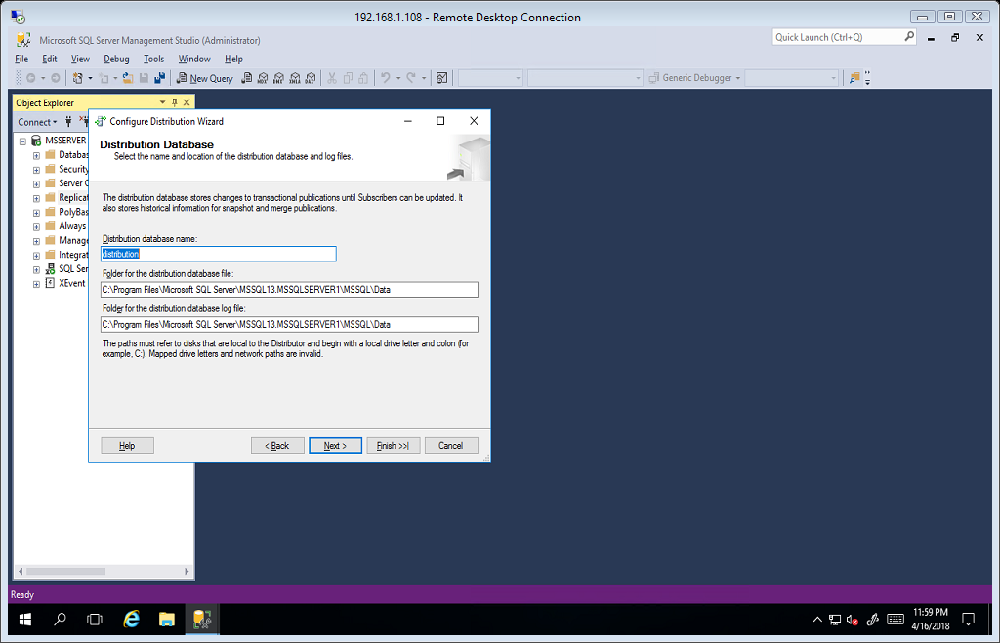 192.168.1.108 - Remote Desktop Connection
Microsoft SQL Server Management Studio (Administrator)
Quick Launch (Ctrl+Q)
File Edit View Debug Tools Window Help
New Query
MDX DMX XMLA DAX
Generic Debugger
Object Explorer
Connect
MSSERVER-
Databas
Security
Server O
Replicat
PolyBas
Always
Manage
Integrat
SQL Ser
XEvent
Configure Distribution Wizard
Distribution Database
Select the name and location of the distribution database and log files.
The distribution database stores changes to transactional publications until Subscribers can be updated. It
also stores historical information for snapshot and merge publications.
Distribution database name:
distribution
Folder for the distribution database file:
C:\Program Files\Microsoft SQL Server\MSSQL13.MSSQLSERVER1\MSSQL\Data
Folder for the distribution database log file:
C:\Program Files\Microsoft SQL Server\MSSQL13.MSSQLSERVER1\MSSQL\Data
The paths must refer to disks that are local to the Distributor and begin with a local drive letter and colon (for
example, C:). Mapped drive letters and network paths are invalid.
Help
< Back
Next >
Finish >>|
Cancel
Ready
11:59 PM
4/16/2018